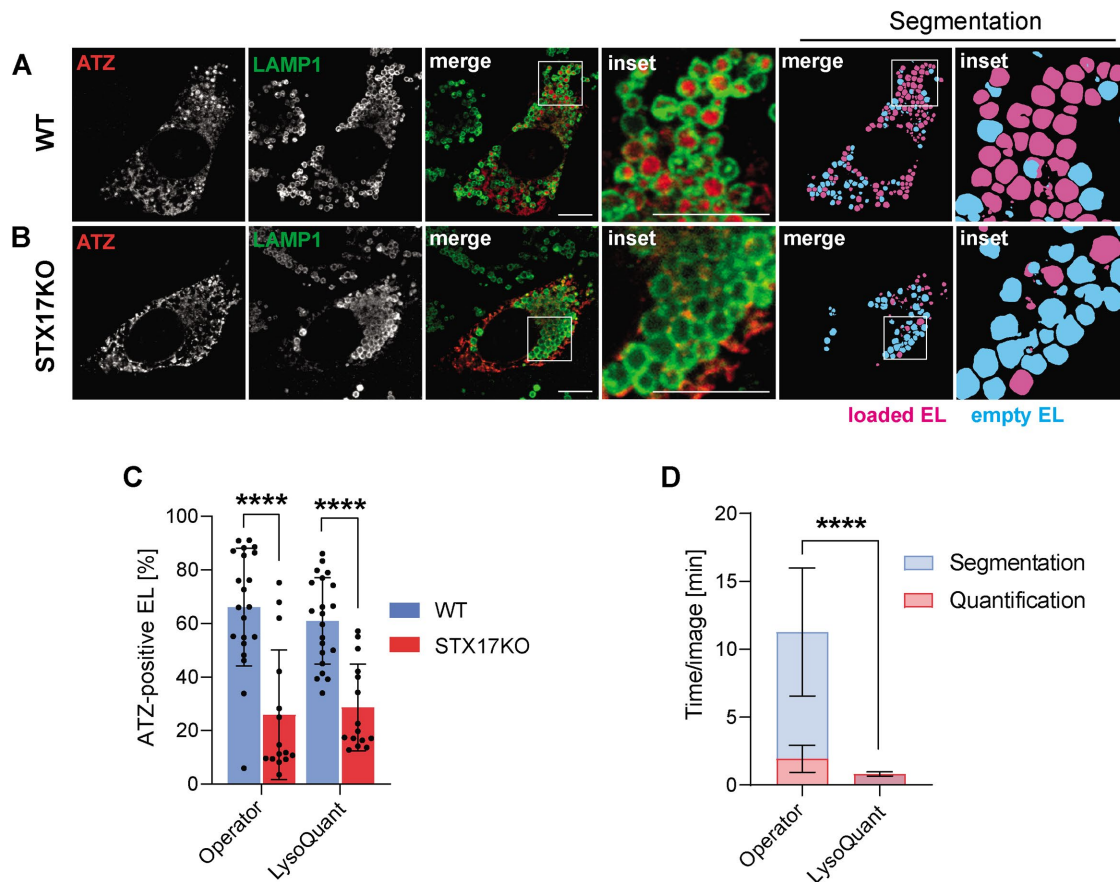 Segmentation
A
WT
ATZ
LAMP1
merge
inset
merge
inset
B
STX17KO
ATZ
LAMP1
merge
inset
merge
inset
loaded EL empty EL
C
ATZ-positive EL [%]
100
80
60
40
20
0
****
****
WT
STX17KO
Operator
LysoQuant
D
Time/image [min]
20
15
10
5
0
****
Segmentation
Quantification
Operator
LysoQuant